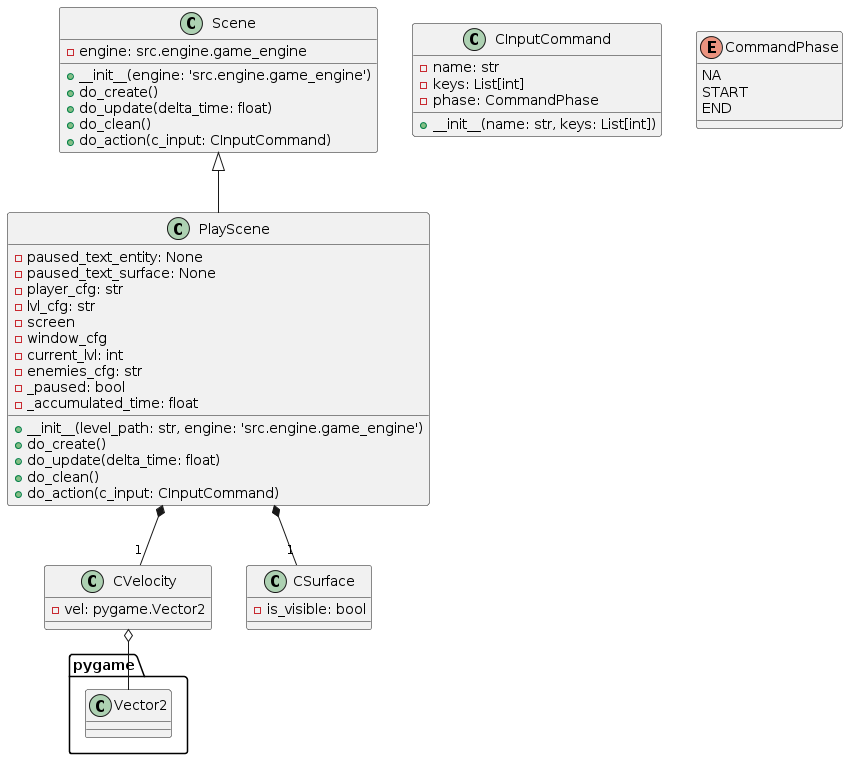 C Scene
engine: src.engine.game_engine
__init__(engine: 'src.engine.game_engine')
do_create()
do_update(delta_time: float)
do_clean()
do_action(c_input: CInputCommand)
C CInputCommand
name: str
keys: List[int]
phase: CommandPhase
__init__(name: str, keys: List[int])
E CommandPhase
NA
START
END
C PlayScene
paused_text_entity: None
paused_text_surface: None
player_cfg: str
lvl_cfg: str
screen
window_cfg
current_lvl: int
enemies_cfg: str
_paused: bool
_accumulated_time: float
__init__(level_path: str, engine: 'src.engine.game_engine')
do_create()
do_update(delta_time: float)
do_clean()
do_action(c_input: CInputCommand)
1
1
C CVelocity
vel: pygame.Vector2
C CSurface
is_visible: bool
pygame
C Vector2